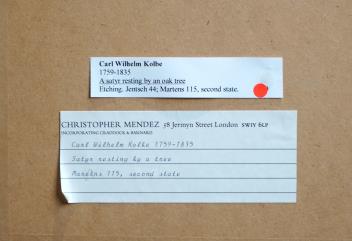 Carl Wilhelm Kolbe
1759-1835
A satyr resting by an oak tree
Etching. Jentsch 44; Martens 115, second state.
CHRISTOPHER MENDEZ 58 Jermyn Street London SW1Y 6LP
INCORPORATING CRADDOCK & BARNARD
Carl Wilhelm Kolbe 1759-1835
Satyr resting by a tree
Martens 115, second state